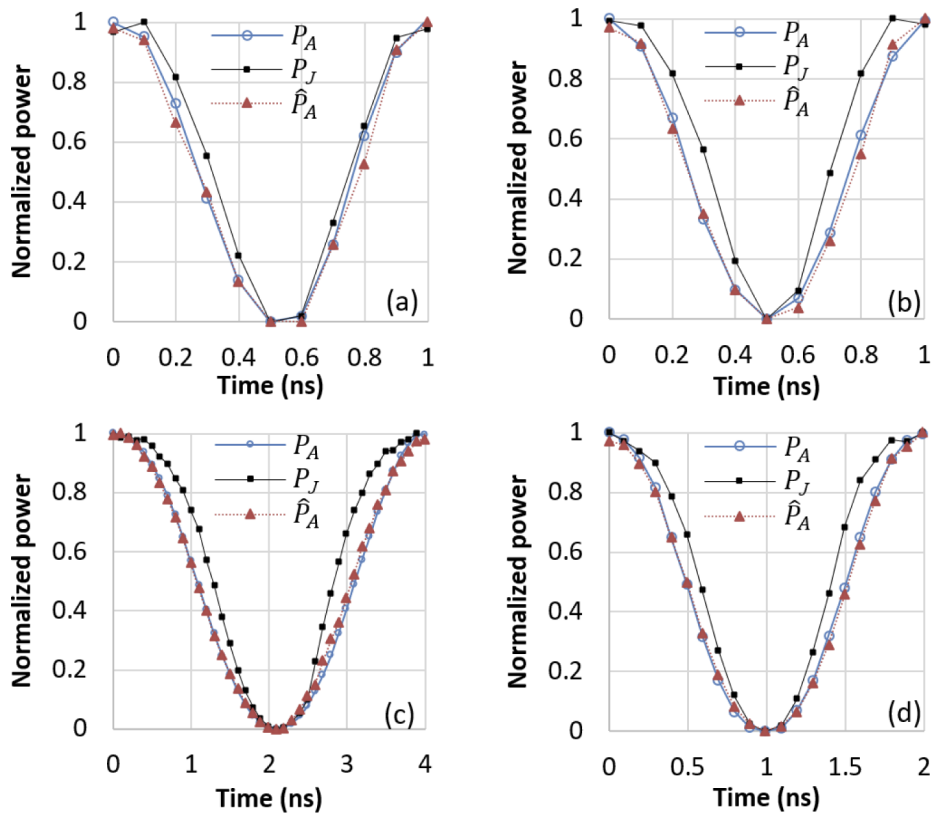 Normalized power
1
0.8
0.6
0.4
0.2
0
P_A
P_J
P̂_A
(a)
0 0.2 0.4 0.6 0.8 1
Time (ns)
Normalized power
1
0.8
0.6
0.4
0.2
0
P_A
P_J
P̂_A
(b)
0 0.2 0.4 0.6 0.8 1
Time (ns)
Normalized power
1
0.8
0.6
0.4
0.2
0
P_A
P_J
P̂_A
(c)
0 1 2 3 4
Time (ns)
Normalized power
1
0.8
0.6
0.4
0.2
0
P_A
P_J
P̂_A
(d)
0 0.5 1 1.5 2
Time (ns)